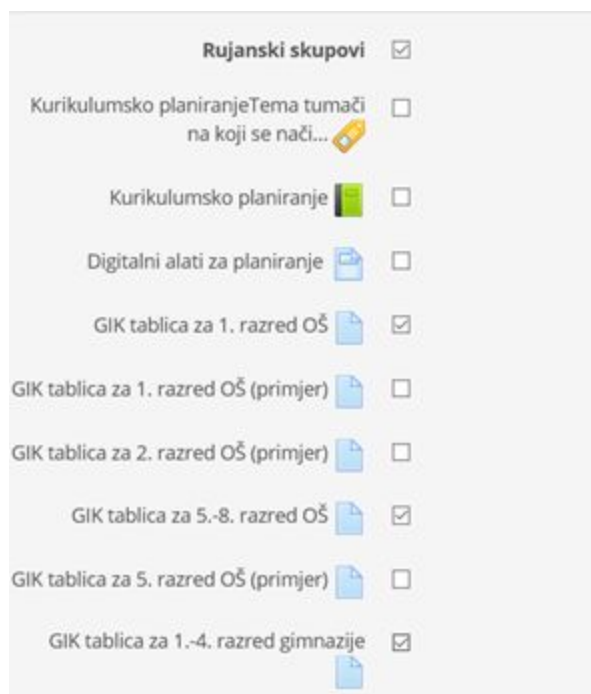 Rujanski skupovi
Kurikulumsko planiranjeTema tumači
na koji se nači...
Kurikulumsko planiranje
Digitalni alati za planiranje
GIK tablica za 1. razred OŠ
GIK tablica za 1. razred OŠ (primjer)
GIK tablica za 2. razred OŠ (primjer)
GIK tablica za 5.-8. razred OŠ
GIK tablica za 5. razred OŠ (primjer)
GIK tablica za 1.-4. razred gimnazije